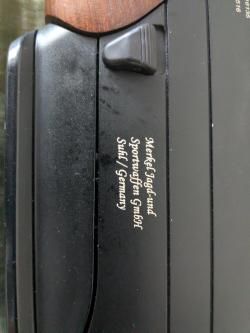 Merkel Jagd-und
Sportwaffen GmbH
Suhl / Germany